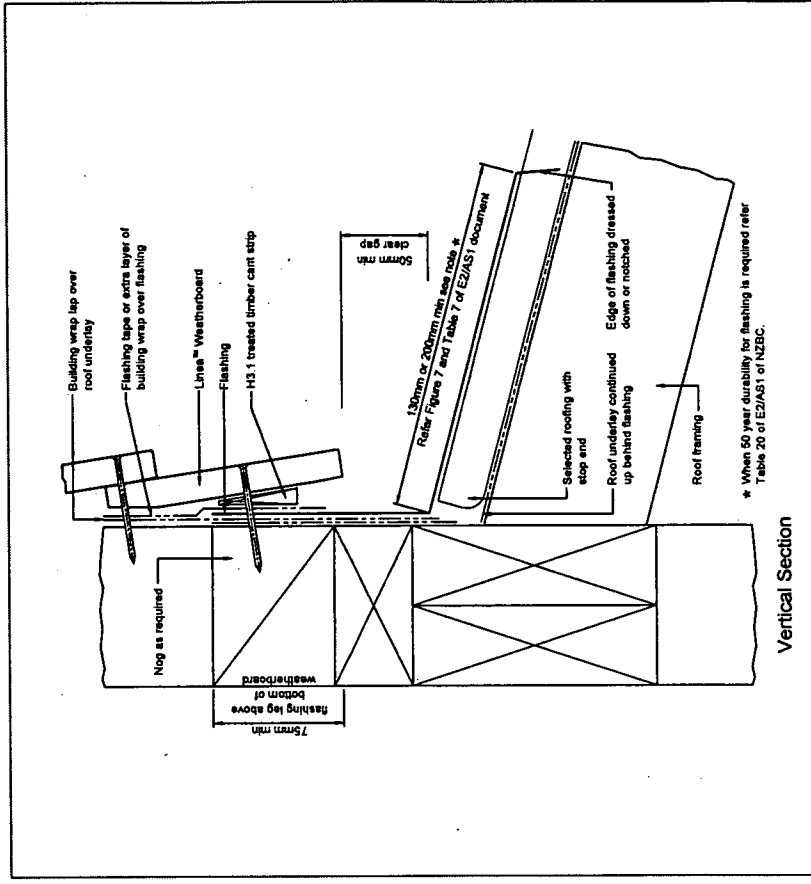 Building wrap lap over
roof underlay
Flashing tape or extra layer of
building wrap over flashing
Linea™ Weatherboard
Flashing
H3.1 treated timber cant strip
50mm min
clear gap
130mm or 200mm min see note *
Refer Figure 7 and Table 7 of E2/AS1 document
Nog as required
75mm min
flashing leg above
bottom of
weatherboard
Selected roofing with
stop end
Roof underlay continued
up behind flashing
Edge of flashing dressed
down or notched
Roof framing
* When 50 year durability for flashing is required refer
Table 20 of E2/AS1 of NZBC.
Vertical Section